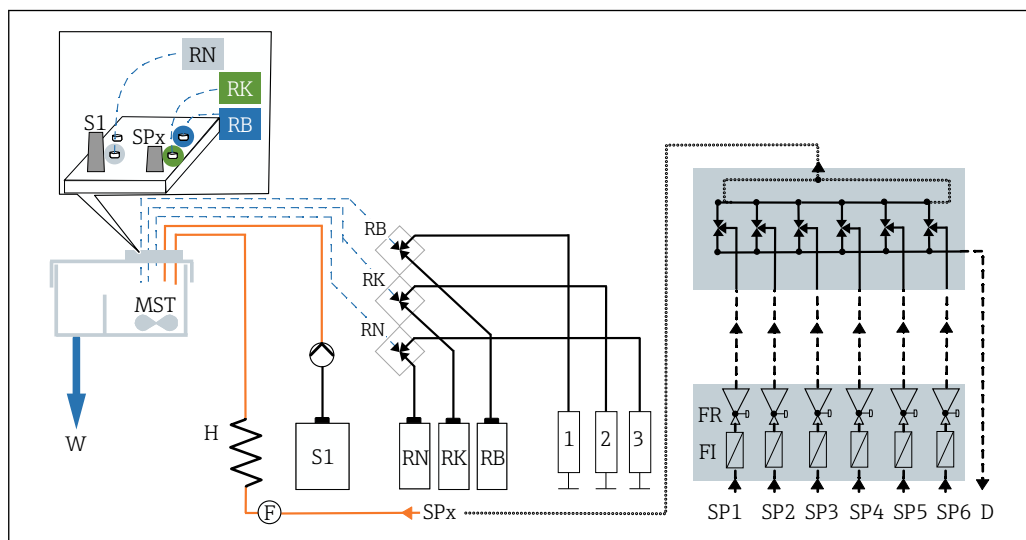 RN
RK
RB
S1
SPx
RB
RK
RN
MST
W
H
S1
RN
RK
RB
1
2
3
F
SPx
FR
FI
SP1 SP2 SP3 SP4 SP5 SP6 D